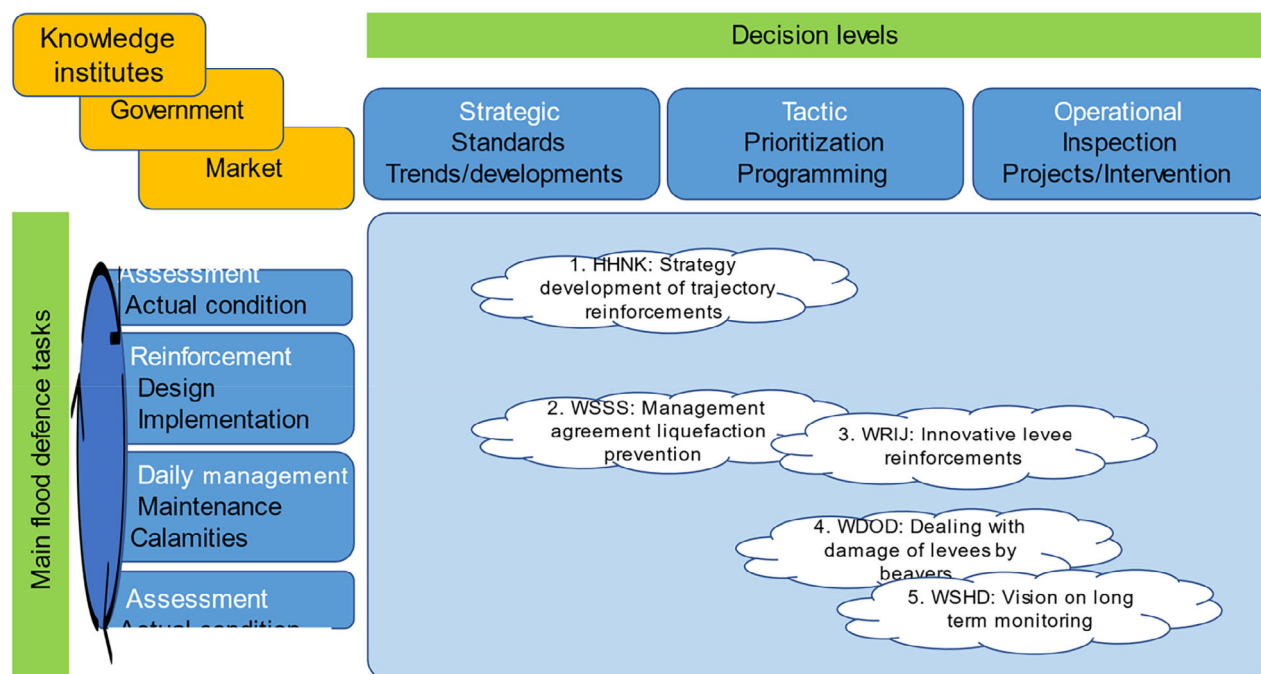 Knowledge
institutes
Government
Market
Decision levels
Strategic
Standards
Trends/developments
Tactic
Prioritization
Programming
Operational
Inspection
Projects/Intervention
Main flood defence tasks
Assessment
Actual condition
Reinforcement
Design
Implementation
Daily management
Maintenance
Calamities
Assessment
Actual condition
1. HHNK: Strategy
development of trajectory
reinforcements
2. WSSS: Management
agreement liquefaction
prevention
3. WRIJ: Innovative levee
reinforcements
4. WDOD: Dealing with
damage of levees by
beavers
5. WSHD: Vision on long
term monitoring